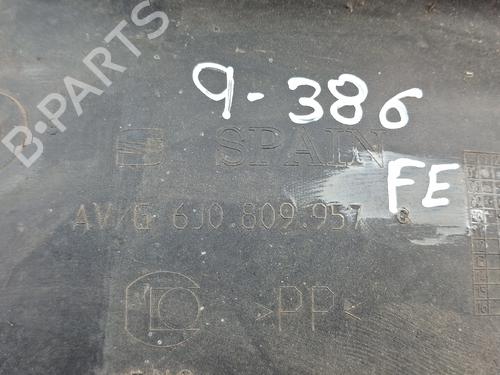 B-PARTS
9-386
SPAIN
FE
AV/G 6J0.809.957
>PP<